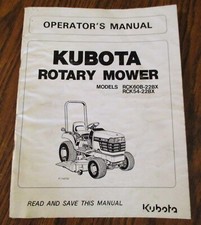 OPERATOR'S MANUAL
KUBOTA
ROTARY MOWER
MODELS RCK60B-22BX
RCK54-22BX
READ AND SAVE THIS MANUAL
Kubota